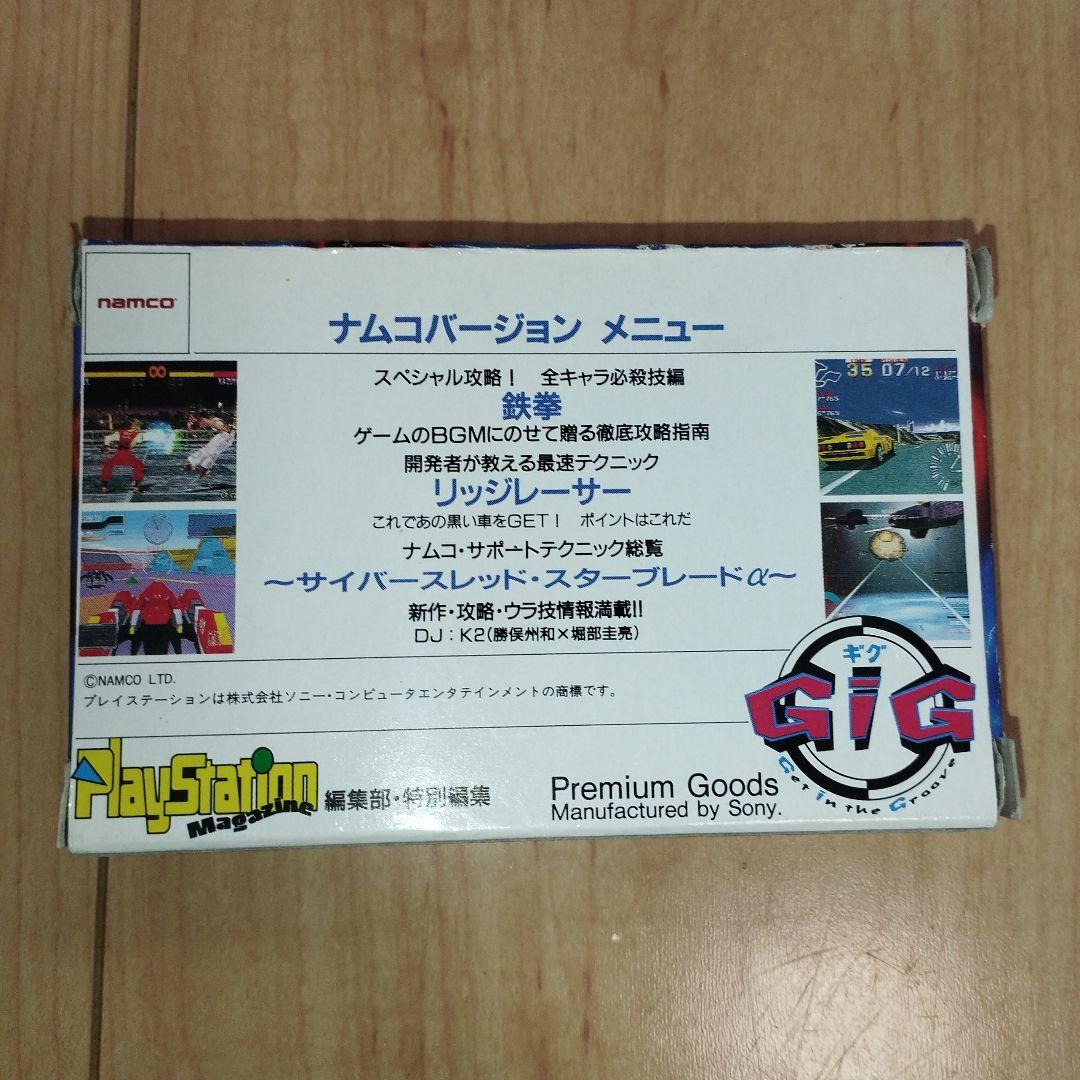 namco
ナムコバージョン メニュー
スペシャル攻略！ 全キャラ必殺技編
鉄拳
ゲームのBGMにのせて贈る徹底攻略指南
開発者が教える最速テクニック
リッジレーサー
これであの黒い車をGET！ ポイントはこれだ
ナムコ・サポートテクニック総覧
〜サイバースレッド・スターブレードα〜
新作・攻略・ウラ技情報満載!!
DJ：K2(勝俣州和×堀部圭亮)
35 07/12
©NAMCO LTD.
プレイステーションは株式会社ソニー・コンピュータエンタテインメントの商標です。
ギグ
GiG
Get in the Groove
PlayStation
Magazine
編集部・特別編集
Premium Goods
Manufactured by Sony.